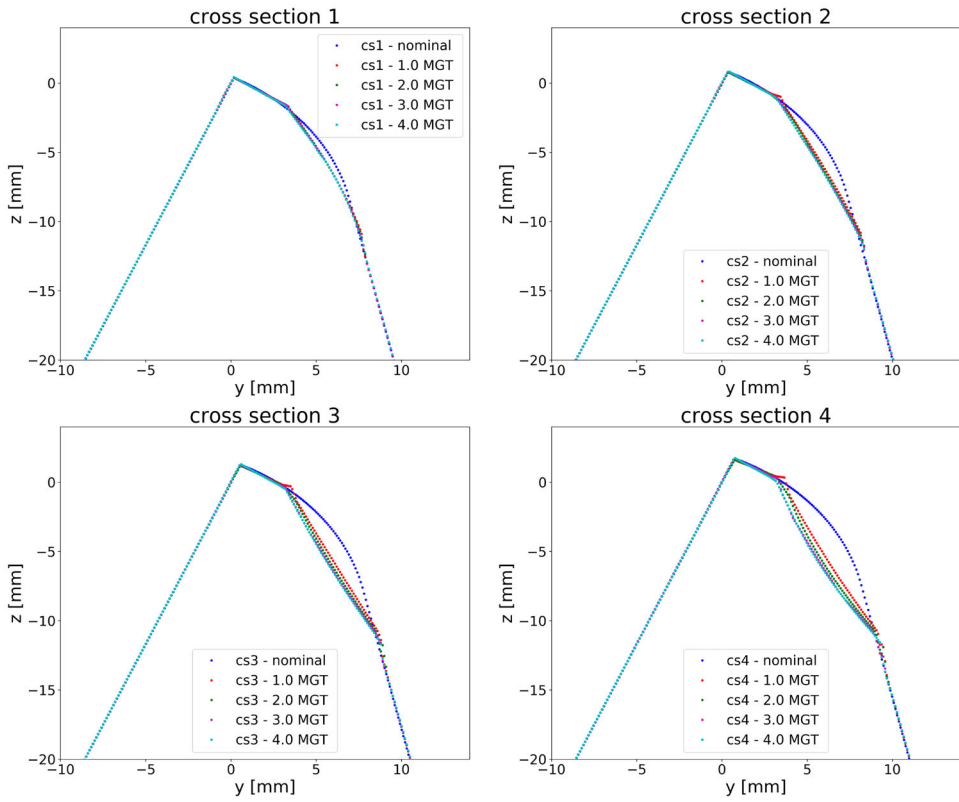 cross section 1
cs1 - nominal
cs1 - 1.0 MGT
cs1 - 2.0 MGT
cs1 - 3.0 MGT
cs1 - 4.0 MGT
0
−5
−10
−15
−20
z [mm]
−10 −5 0 5 10
y [mm]
cross section 2
cs2 - nominal
cs2 - 1.0 MGT
cs2 - 2.0 MGT
cs2 - 3.0 MGT
cs2 - 4.0 MGT
0
−5
−10
−15
−20
z [mm]
−10 −5 0 5 10
y [mm]
cross section 3
cs3 - nominal
cs3 - 1.0 MGT
cs3 - 2.0 MGT
cs3 - 3.0 MGT
cs3 - 4.0 MGT
0
−5
−10
−15
−20
z [mm]
−10 −5 0 5 10
y [mm]
cross section 4
cs4 - nominal
cs4 - 1.0 MGT
cs4 - 2.0 MGT
cs4 - 3.0 MGT
cs4 - 4.0 MGT
0
−5
−10
−15
−20
z [mm]
−10 −5 0 5 10
y [mm]